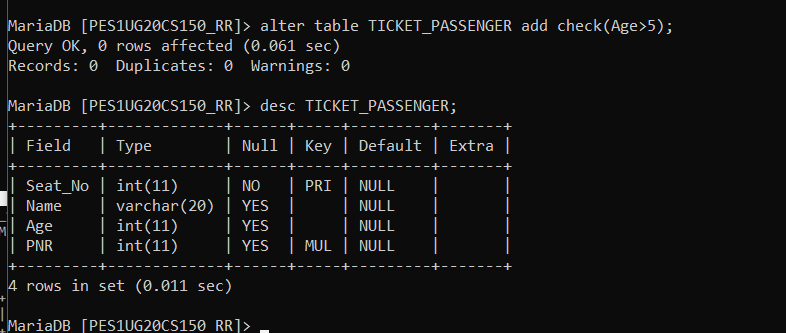 MariaDB [PES1UG20CS150_RR]> alter table TICKET_PASSENGER add check(Age>5);
Query OK, 0 rows affected (0.061 sec)
Records: 0  Duplicates: 0  Warnings: 0

MariaDB [PES1UG20CS150_RR]> desc TICKET_PASSENGER;
+---------+-------------+------+-----+---------+-------+
| Field   | Type        | Null | Key | Default | Extra |
+---------+-------------+------+-----+---------+-------+
| Seat_No | int(11)     | NO   | PRI | NULL    |       |
| Name    | varchar(20) | YES  |     | NULL    |       |
| Age     | int(11)     | YES  |     | NULL    |       |
| PNR     | int(11)     | YES  | MUL | NULL    |       |
+---------+-------------+------+-----+---------+-------+
4 rows in set (0.011 sec)

MariaDB [PES1UG20CS150_RR]>